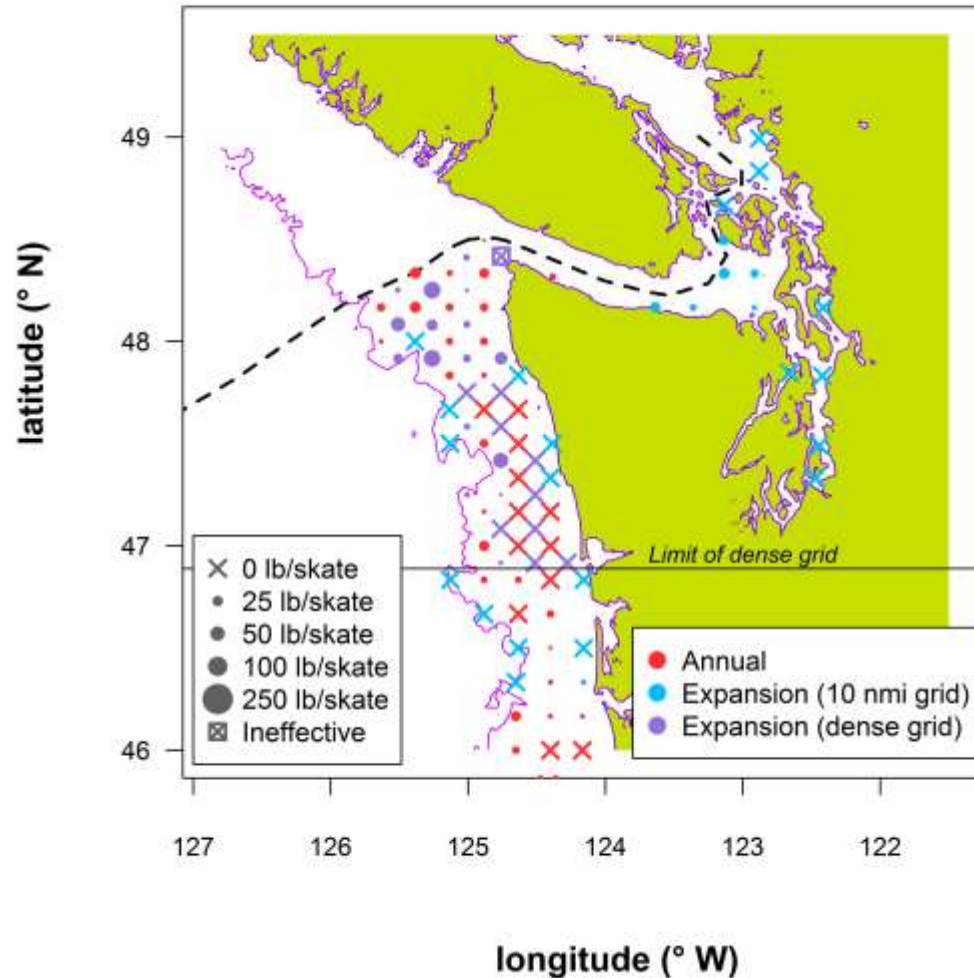 latitude (° N)
49
48
47
46
Limit of dense grid
0 lb/skate
25 lb/skate
50 lb/skate
100 lb/skate
250 lb/skate
Ineffective
Annual
Expansion (10 nmi grid)
Expansion (dense grid)
127 126 125 124 123 122
longitude (° W)